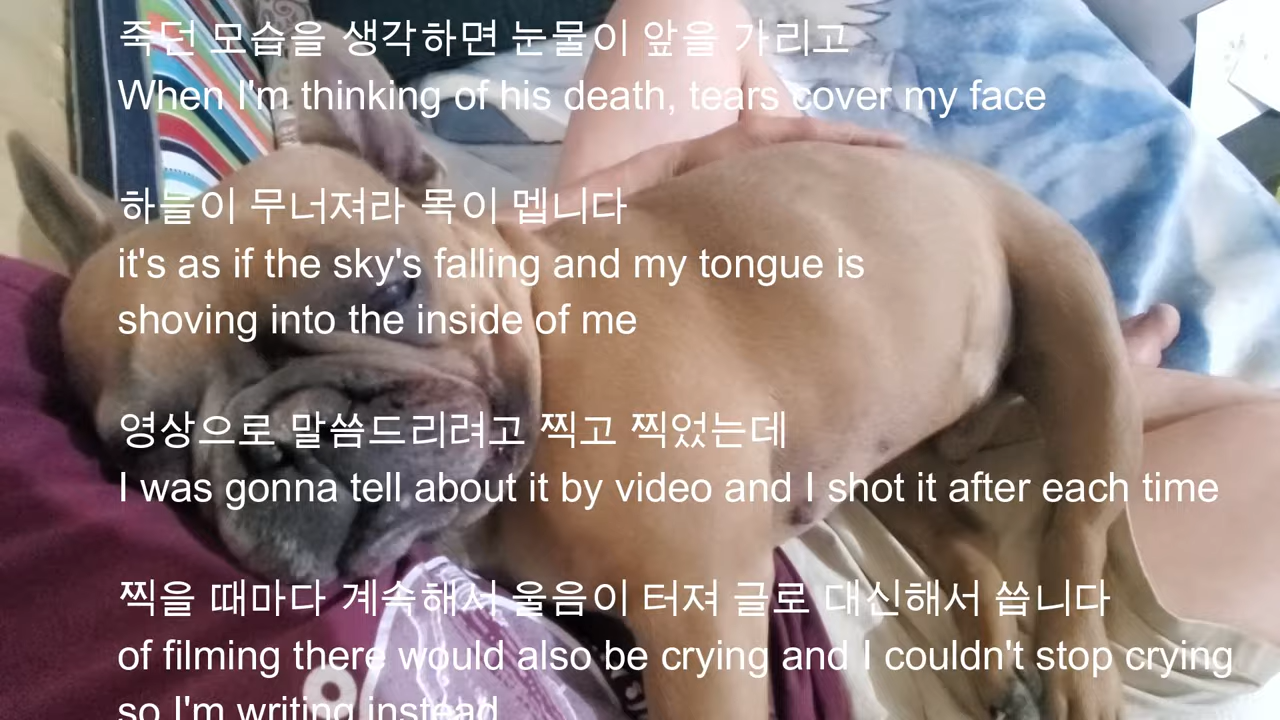 죽던 모습을 생각하면 눈물이 앞을 가리고
When I'm thinking of his death, tears cover my face
하늘이 무너져라 목이 멥니다
it's as if the sky's falling and my tongue is
shoving into the inside of me
영상으로 말씀드리려고 찍고 찍었는데
I was gonna tell about it by video and I shot it after each time
찍을 때마다 계속해서 울음이 터져 글로 대신해서 씁니다
of filming there would also be crying and I couldn't stop crying
so I'm writing instead